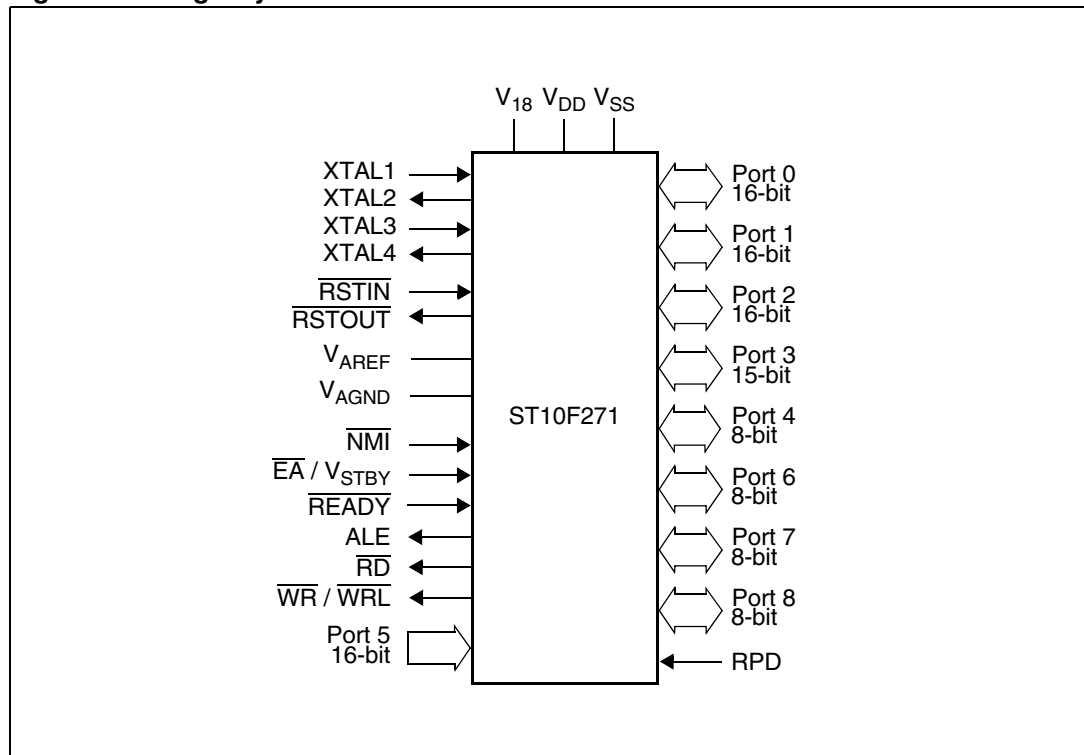 V18 VDD VSS
XTAL1
XTAL2
XTAL3
XTAL4
RSTIN
RSTOUT
VAREF
VAGND
NMI
EA / VSTBY
READY
ALE
RD
WR / WRL
Port 5
16-bit
ST10F271
Port 0
16-bit
Port 1
16-bit
Port 2
16-bit
Port 3
15-bit
Port 4
8-bit
Port 6
8-bit
Port 7
8-bit
Port 8
8-bit
RPD